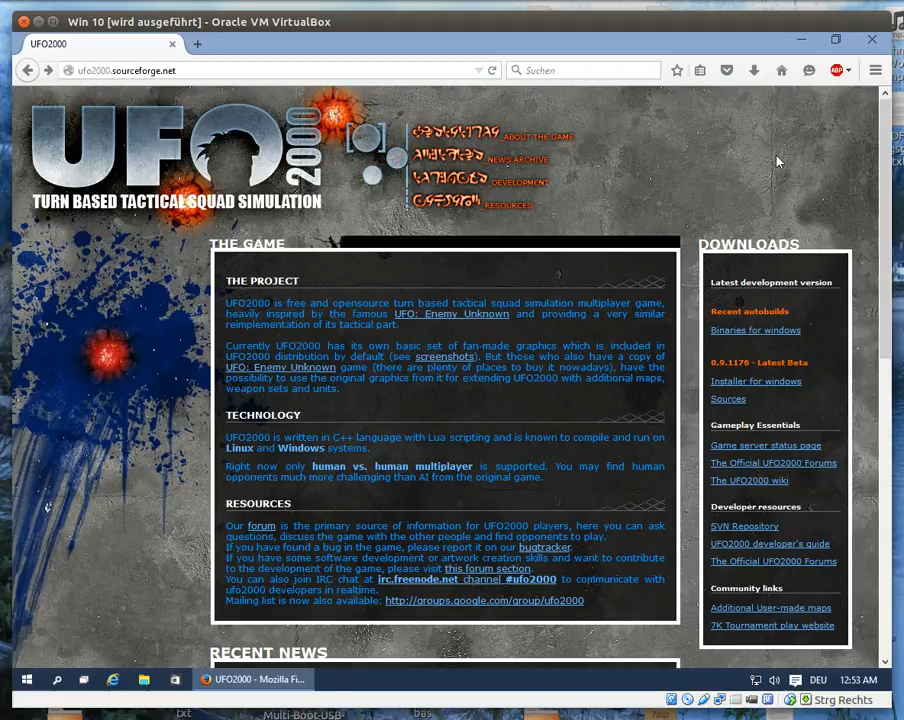 Win 10 [wird ausgeführt] - Oracle VM VirtualBox
UFO2000
ufo2000.sourceforge.net
Suchen
ABP
UFO
2000
TURN BASED TACTICAL SQUAD SIMULATION
_ABOUT THE GAME
_NEWS ARCHIVE
_DEVELOPMENT
_RESOURCES
THE GAME
THE PROJECT
UFO2000 is free and opensource turn based tactical squad simulation multiplayer game,
heavily inspired by the famous UFO: Enemy Unknown and providing a very similar
reimplementation of its tactical part.
Currently UFO2000 has its own basic set of fan-made graphics which is included in
UFO2000 distribution by default (see screenshots). But those who also have a copy of
UFO: Enemy Unknown game (there are plenty of places to buy it nowadays), have the
possibility to use the original graphics from it for extending UFO2000 with additional maps,
weapon sets and units.
TECHNOLOGY
UFO2000 is written in C++ language with Lua scripting and is known to compile and run on
Linux and Windows systems.
Right now only human vs. human multiplayer is supported. You may find human
opponents much more challenging than AI from the original game.
RESOURCES
Our forum is the primary source of information for UFO2000 players, here you can ask
questions, discuss the game with the other people and find opponents to play.
If you have found a bug in the game, please report it on our bugtracker.
If you have some software development or artwork creation skills and want to contribute
to the development of the game, please visit this forum section.
You can also join IRC chat at irc.freenode.net channel #ufo2000 to communicate with
ufo2000 developers in realtime.
Mailing list is now available: http://groups.google.com/group/ufo2000
RECENT NEWS
DOWNLOADS
Latest development version
Recent autobuilds
Binaries for windows
0.9.1176 - Latest Beta
Installer for windows
Sources
Gameplay Essentials
Game server status page
The Official UFO2000 Forums
The UFO2000 wiki
Developer resources
SVN Repository
UFO2000 developer's guide
The Official UFO2000 Forums
Community links
Additional User-made maps
7K Tournament play website
UFO2000 - Mozilla Fi...
DEU
12:53 AM
Strg Rechts
txt
Multi-Boot-USB-
bas